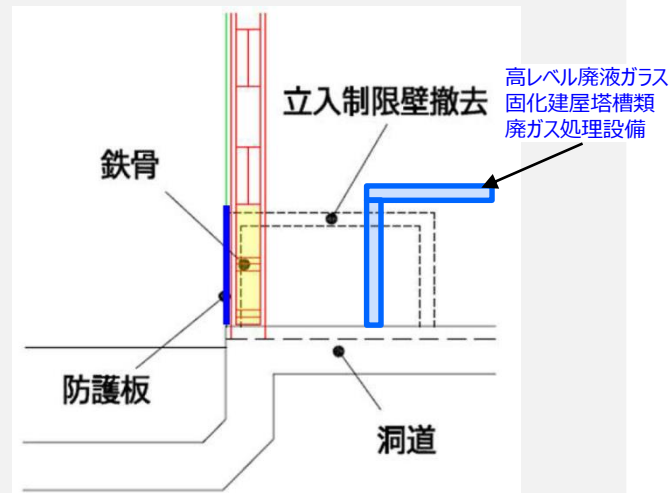 高レベル廃液ガラス
固化建屋塔槽類
廃ガス処理設備
立入制限壁撤去
鉄骨
防護板
洞道